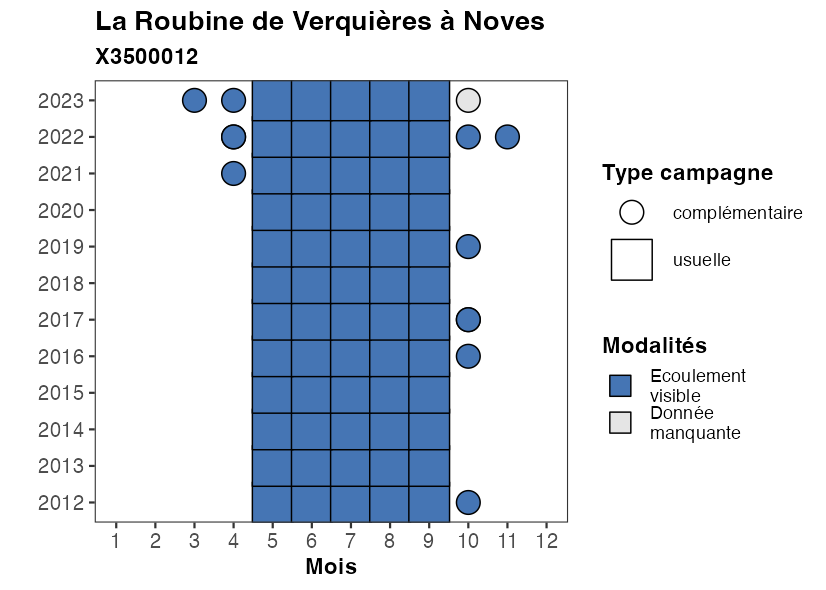 La Roubine de Verquières à Noves
X3500012
2023
2022
2021
2020
2019
2018
2017
2016
2015
2014
2013
2012
1 2 3 4 5 6 7 8 9 10 11 12
Mois
Type campagne
complémentaire
usuelle
Modalités
Ecoulement
visible
Donnée
manquante